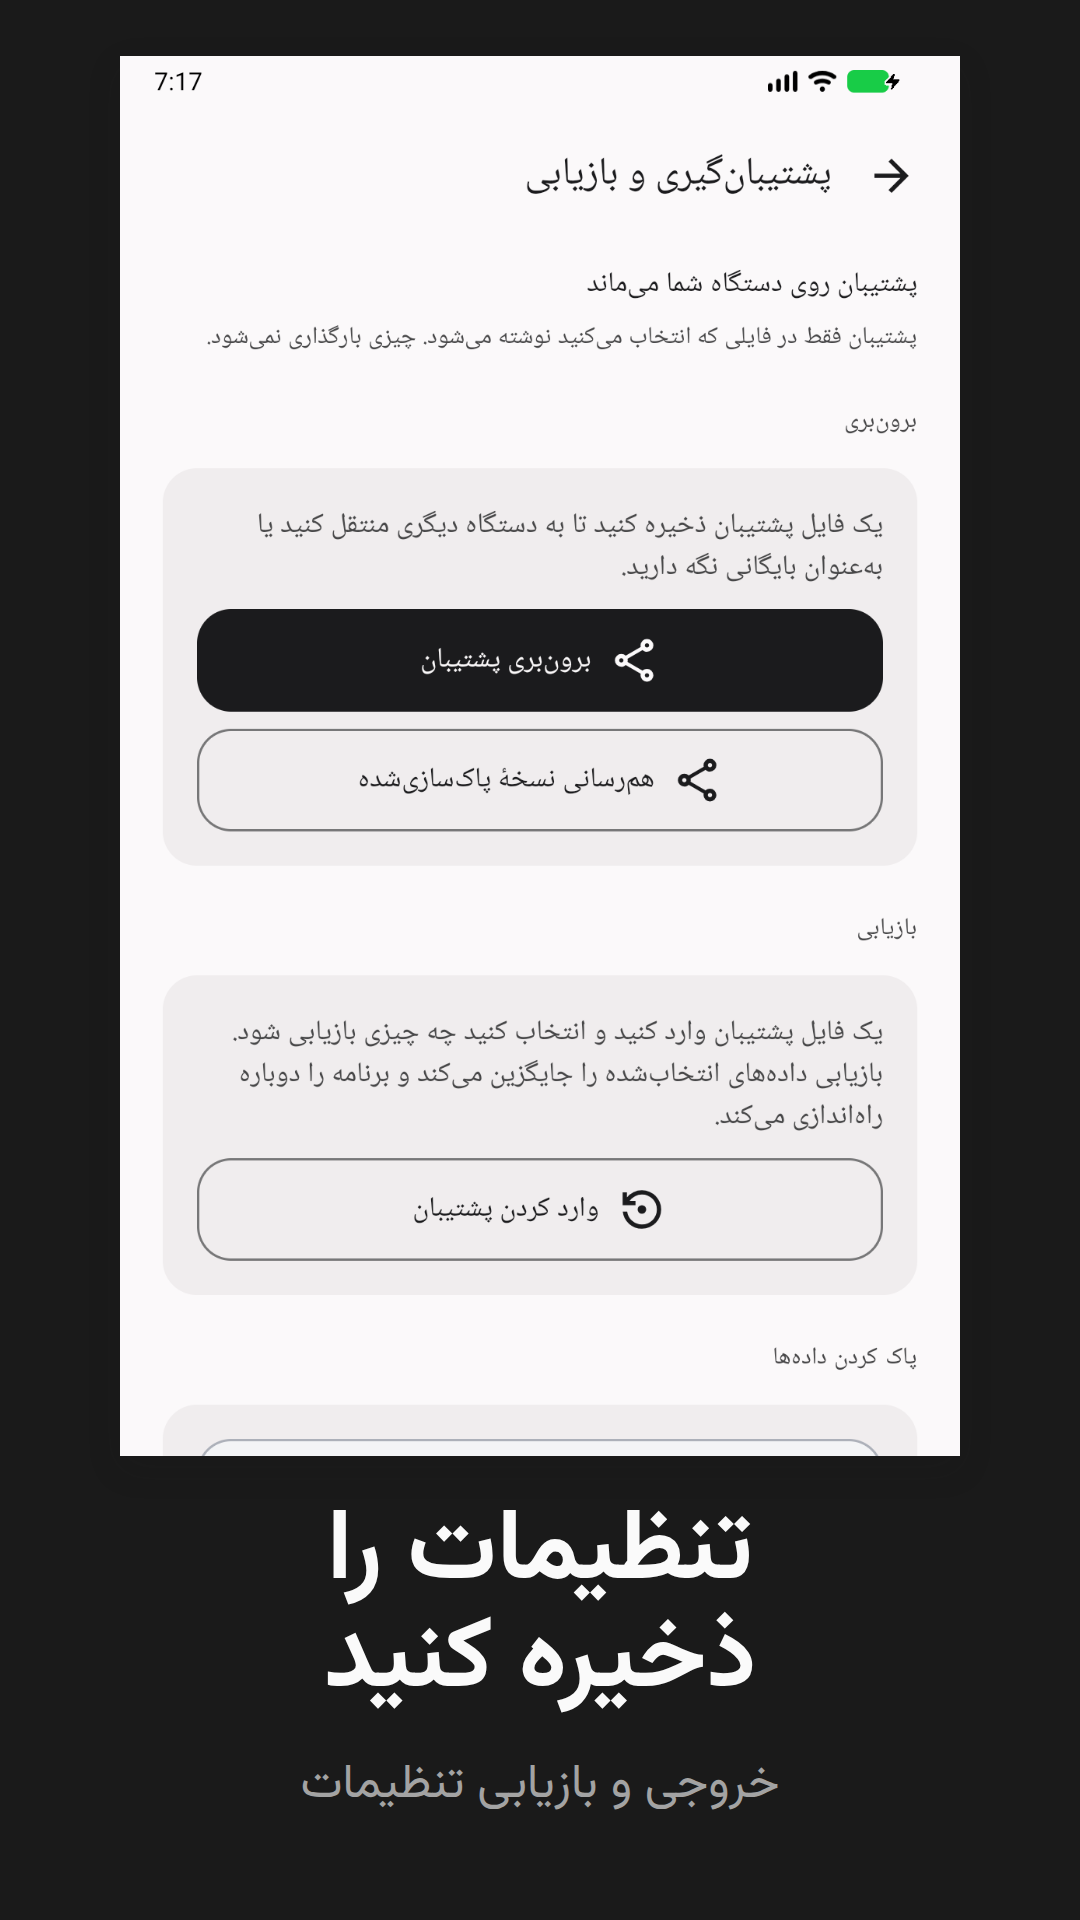 7:17
پشتیبان‌گیری و بازیابی
پشتیبان روی دستگاه شما می‌ماند
پشتیبان فقط در فایلی که انتخاب می‌کنید نوشته می‌شود. چیزی بارگذاری نمی‌شود.
برون‌بری
یک فایل پشتیبان ذخیره کنید تا به دستگاه دیگری منتقل کنید یا
به‌عنوان بایگانی نگه دارید.
برون‌بری پشتیبان
هم‌رسانی نسخهٔ پاک‌سازی‌شده
بازیابی
یک فایل پشتیبان وارد کنید و انتخاب کنید چه چیزی بازیابی شود.
بازیابی داده‌های انتخاب‌شده را جایگزین می‌کند و برنامه را دوباره
راه‌اندازی می‌کند.
وارد کردن پشتیبان
پاک کردن داده‌ها
تنظیمات را
ذخیره کنید
خروجی و بازیابی تنظیمات